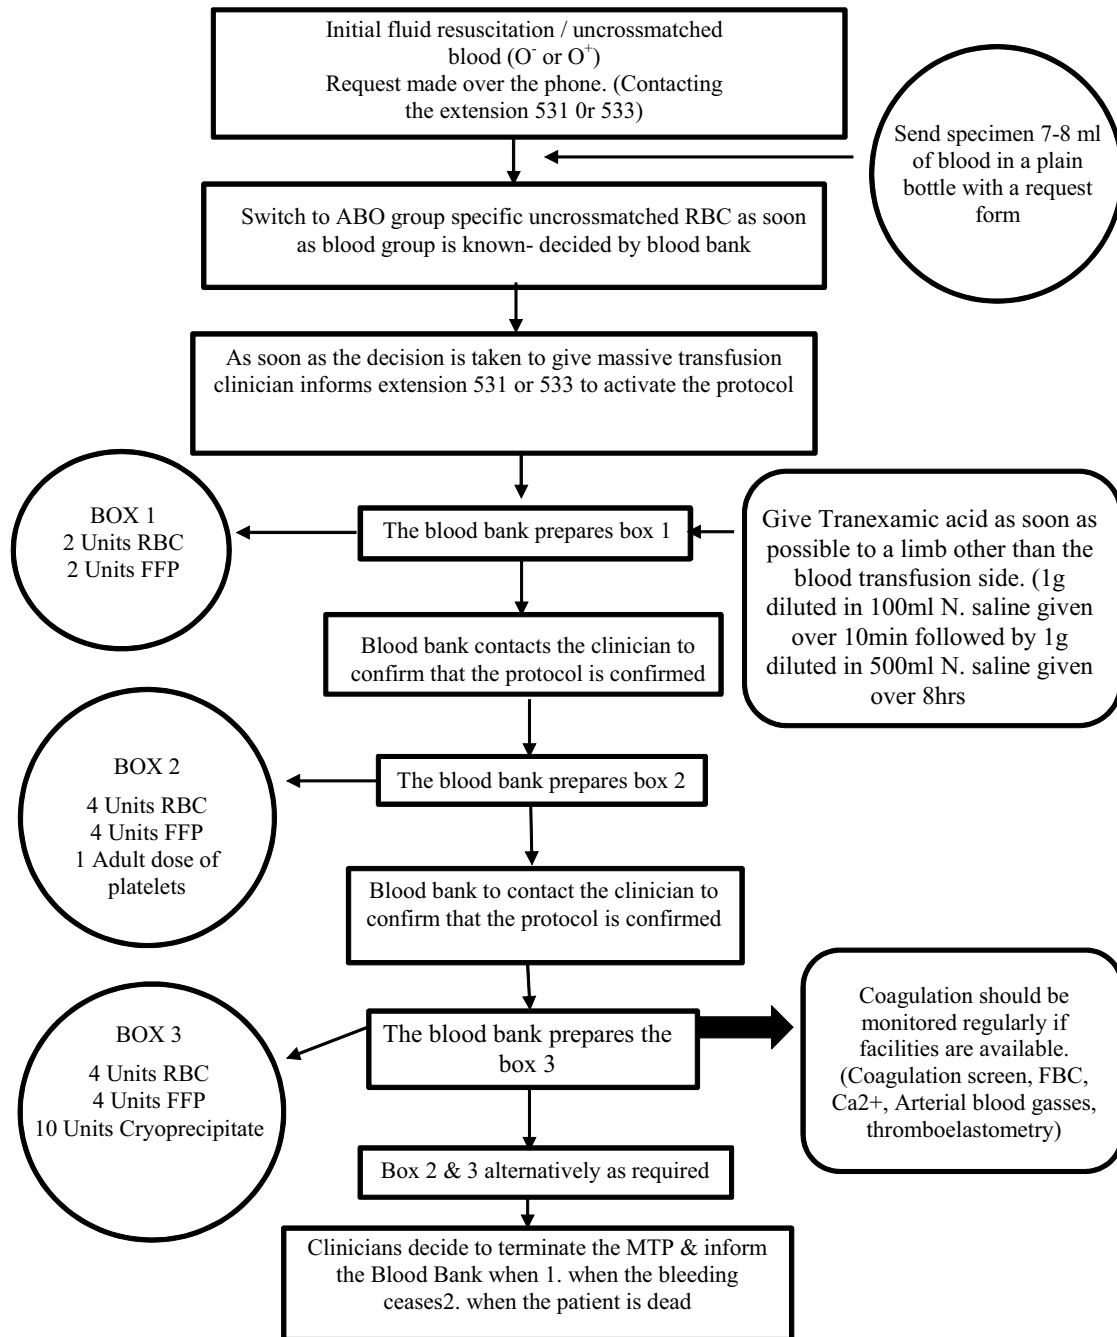 Initial fluid resuscitation / uncrossmatched
blood (O- or O+)
Request made over the phone. (Contacting
the extension 531 0r 533)
Send specimen 7-8 ml
of blood in a plain
bottle with a request
form
Switch to ABO group specific uncrossmatched RBC as soon
as blood group is known- decided by blood bank
As soon as the decision is taken to give massive transfusion
clinician informs extension 531 or 533 to activate the protocol
BOX 1
2 Units RBC
2 Units FFP
The blood bank prepares box 1
Give Tranexamic acid as soon as
possible to a limb other than the
blood transfusion side. (1g
diluted in 100ml N. saline given
over 10min followed by 1g
diluted in 500ml N. saline given
over 8hrs
Blood bank contacts the clinician to
confirm that the protocol is confirmed
BOX 2
4 Units RBC
4 Units FFP
1 Adult dose of
platelets
The blood bank prepares box 2
Blood bank to contact the clinician to
confirm that the protocol is confirmed
BOX 3
4 Units RBC
4 Units FFP
10 Units Cryoprecipitate
The blood bank prepares the
box 3
Coagulation should be
monitored regularly if
facilities are available.
(Coagulation screen, FBC,
Ca2+, Arterial blood gasses,
thromboelastometry)
Box 2 & 3 alternatively as required
Clinicians decide to terminate the MTP & inform
the Blood Bank when 1. when the bleeding
ceases2. when the patient is dead